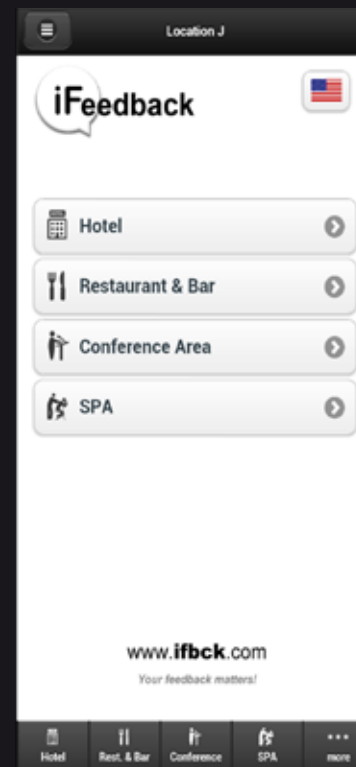 Location J
iFeedback
Hotel
Restaurant & Bar
Conference Area
SPA
www.ifbck.com
Your feedback matters!
Hotel Rest. & Bar Conference SPA more